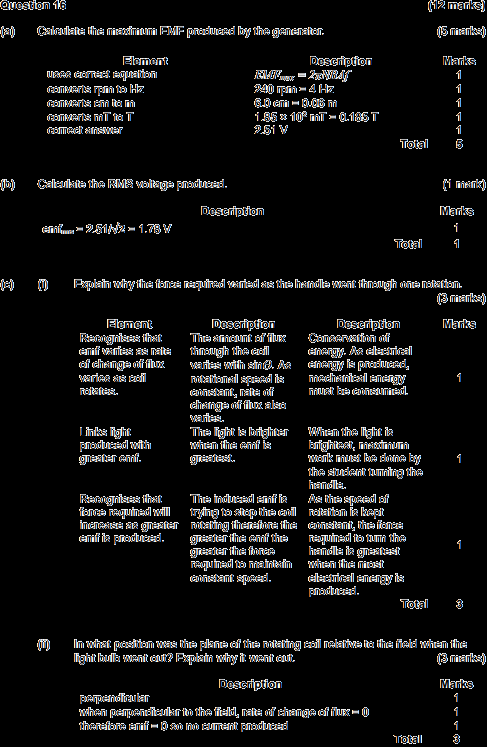 Question 16 (12 marks)
(a) Calculate the maximum EMF produced by the generator. (5 marks)
Element Description Marks
uses correct equation EMFmax = 2πNBAf 1
converts rpm to Hz 240 rpm = 4 Hz 1
converts cm to m 6.0 cm = 0.06 m 1
converts mT to T 1.85 × 10² mT = 0.185 T 1
correct answer 2.51 V 1
Total 5
(b) Calculate the RMS voltage produced. (1 mark)
Description Marks
emfrms = 2.51/√2 = 1.78 V 1
Total 1
(c) (i) Explain why the force required varied as the handle went through one rotation.
(3 marks)
Element Description Description Marks
Recognises that The amount of flux Conservation of
emf varies as rate through the coil energy. As electrical
of change of flux varies with sinΩ. As energy is produced,
varies as coil rotational speed is mechanical energy 1
rotates. constant, rate of must be consumed.
change of flux also
varies.
Links light The light is brighter When the light is
produced with when the emf is brightest, maximum
greater emf. greatest. work must be done by 1
the student turning the
handle.
Recognises that The induced emf is As the speed of
force required will trying to stop the coil rotation is kept
increase as greater rotating therefore the constant, the force
emf is produced. greater the emf the required to turn the 1
greater the force handle is greatest
required to maintain when the most
constant speed. electrical energy is
produced.
Total 3
(ii) In what position was the plane of the rotating coil relative to the field when the
light bulb went out? Explain why it went out. (3 marks)
Description Marks
perpendicular 1
when perpendicular to the field, rate of change of flux = 0 1
therefore emf = 0 so no current produced 1
Total 3